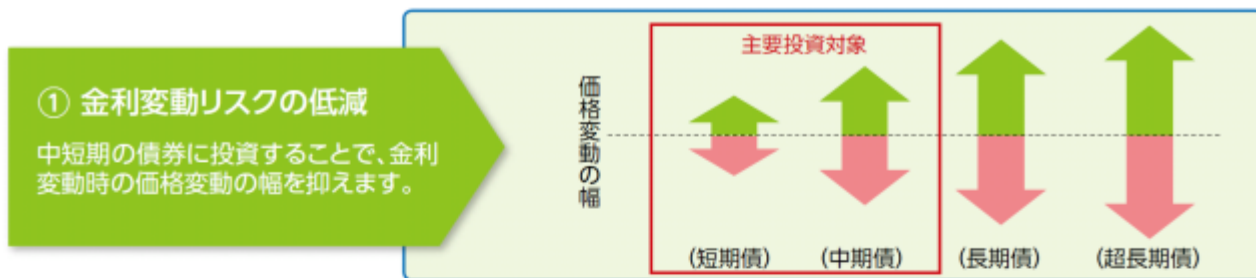 ① 金利変動リスクの低減
中短期の債券に投資することで、金利
変動時の価格変動の幅を抑えます。
主要投資対象
価格変動の幅
(短期債)
(中期債)
(長期債)
(超長期債)